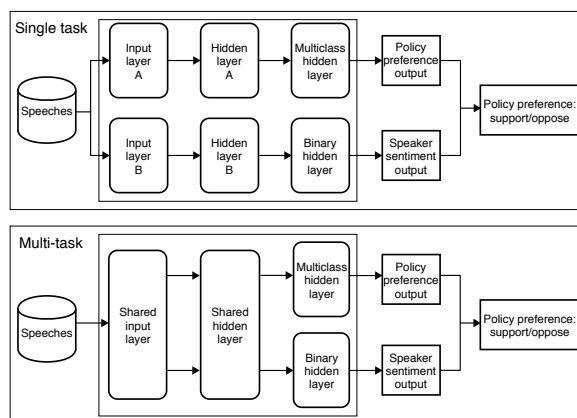 Single task
Speeches
Input
layer
A
Hidden
layer
A
Multiclass
hidden
layer
Policy
preference
output
Input
layer
B
Hidden
layer
B
Binary
hidden
layer
Speaker
sentiment
output
Policy preference:
support/oppose
Multi-task
Speeches
Shared
input
layer
Shared
hidden
layer
Multiclass
hidden
layer
Policy
preference
output
Binary
hidden
layer
Speaker
sentiment
output
Policy preference:
support/oppose